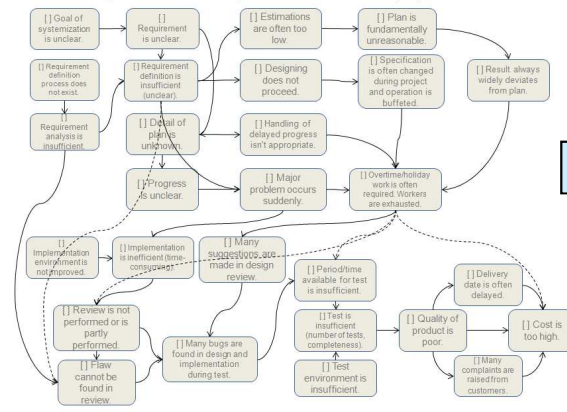 [ ] Goal of
systemization
is unclear.
[ ]
Requirement
is unclear.
[ ] Estimations
are often too
low.
[ ] Plan is
fundamentally
unreasonable.
[ ] Requirement
definition
process does
not exist.
[ ] Requirement
definition is
insufficient
(unclear).
[ ] Designing
does not
proceed.
[ ] Specification
is often changed
during project
and operation is
buffeted.
[ ] Result always
widely deviates
from plan.
[ ]
Requirement
analysis is
insufficient.
[ ] Detail of
plan is
unknown.
[ ] Handling of
delayed progress
isn't appropriate.
[ ] Progress
is unclear.
[ ] Major
problem occurs
suddenly.
[ ] Overtime/holiday
work is often
required. Workers
are exhausted.
[ ]
Implementation
environment is
not improved.
[ ] Implementation
is inefficient (time-
consuming).
[ ] Many
suggestions are
made in design
review.
[ ] Period/time
available for test
is insufficient.
[ ] Delivery
date is often
delayed.
[ ] Review is not
performed or is
partly
performed.
[ ] Many bugs are
found in design and
implementation
during test.
[ ] Test is
insufficient
(number of tests,
completeness).
[ ] Quality of
product is
poor.
[ ] Cost is
too high.
[ ] Flaw
cannot be
found in
review.
[ ] Test
environment is
insufficient.
[ ] Many
complaints are
raised from
customers.